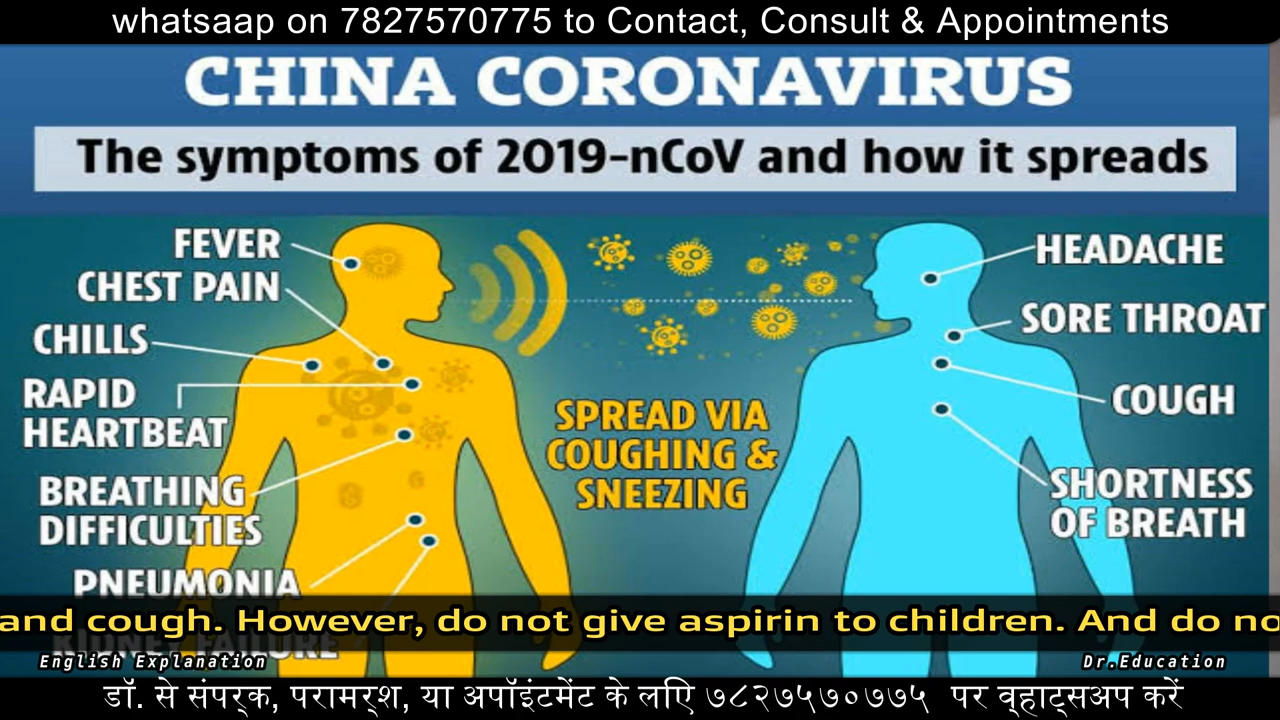 whatsaap on 7827570775 to Contact, Consult & Appointments
CHINA CORONAVIRUS
The symptoms of 2019-nCoV and how it spreads
FEVER
CHEST PAIN
CHILLS
RAPID
HEARTBEAT
BREATHING
DIFFICULTIES
PNEUMONIA
KIDNEY FAILURE
SPREAD VIA
COUGHING &
SNEEZING
HEADACHE
SORE THROAT
COUGH
SHORTNESS
OF BREATH
and cough. However, do not give aspirin to children. And do no
English Explanation
Dr.Education
डॉ. से संपर्क, परामर्श, या अपॉइंटमेंट के लिए ७८२७५७०७७५ पर व्हाट्सअप करें